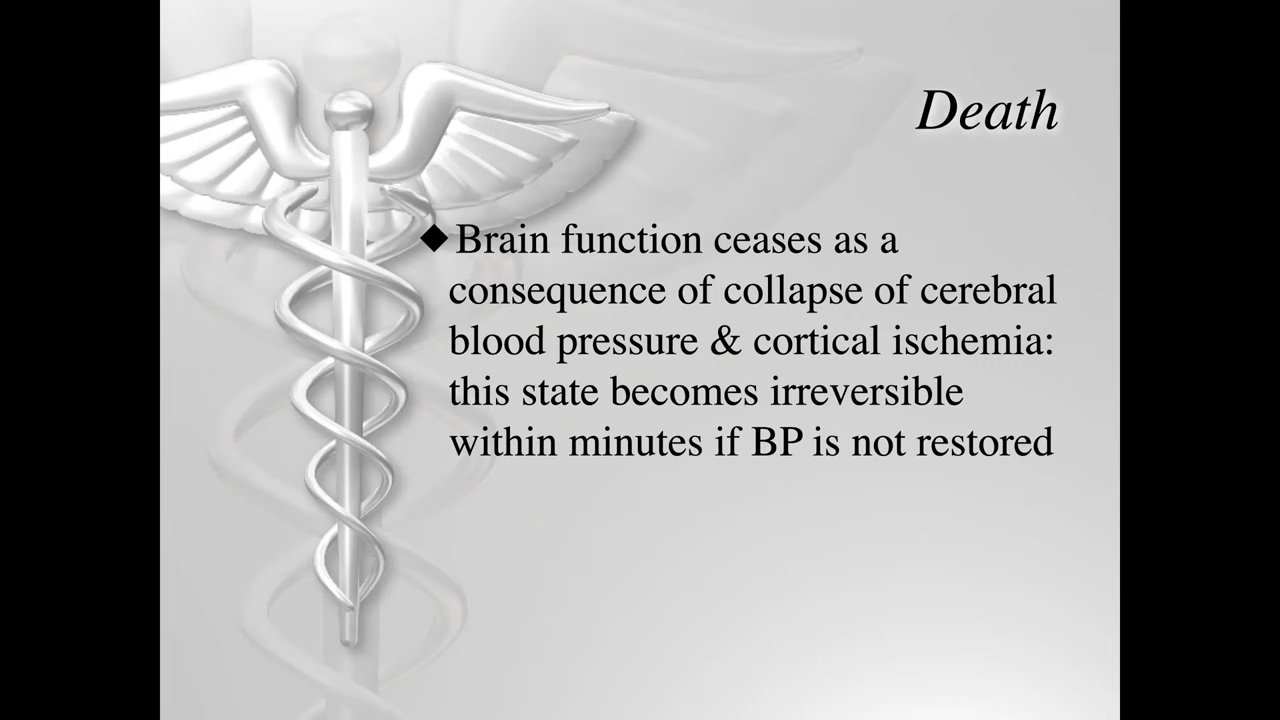 Death
◆Brain function ceases as a
consequence of collapse of cerebral
blood pressure & cortical ischemia:
this state becomes irreversible
within minutes if BP is not restored